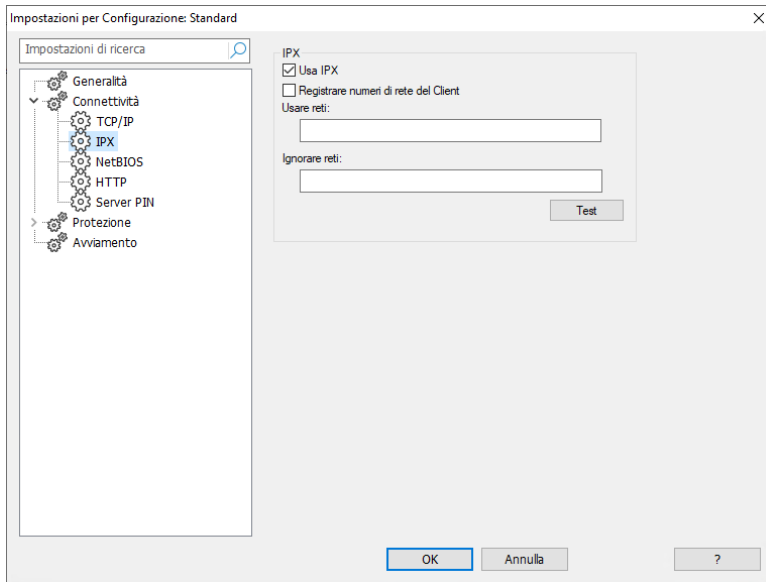 Impostazioni per Configurazione: Standard
Impostazioni di ricerca
Generalità
Connettività
TCP/IP
IPX
NetBIOS
HTTP
Server PIN
Protezione
Avviamento
IPX
Usa IPX
Registrare numeri di rete del Client
Usare reti:
Ignorare reti:
Test
OK
Annulla
?